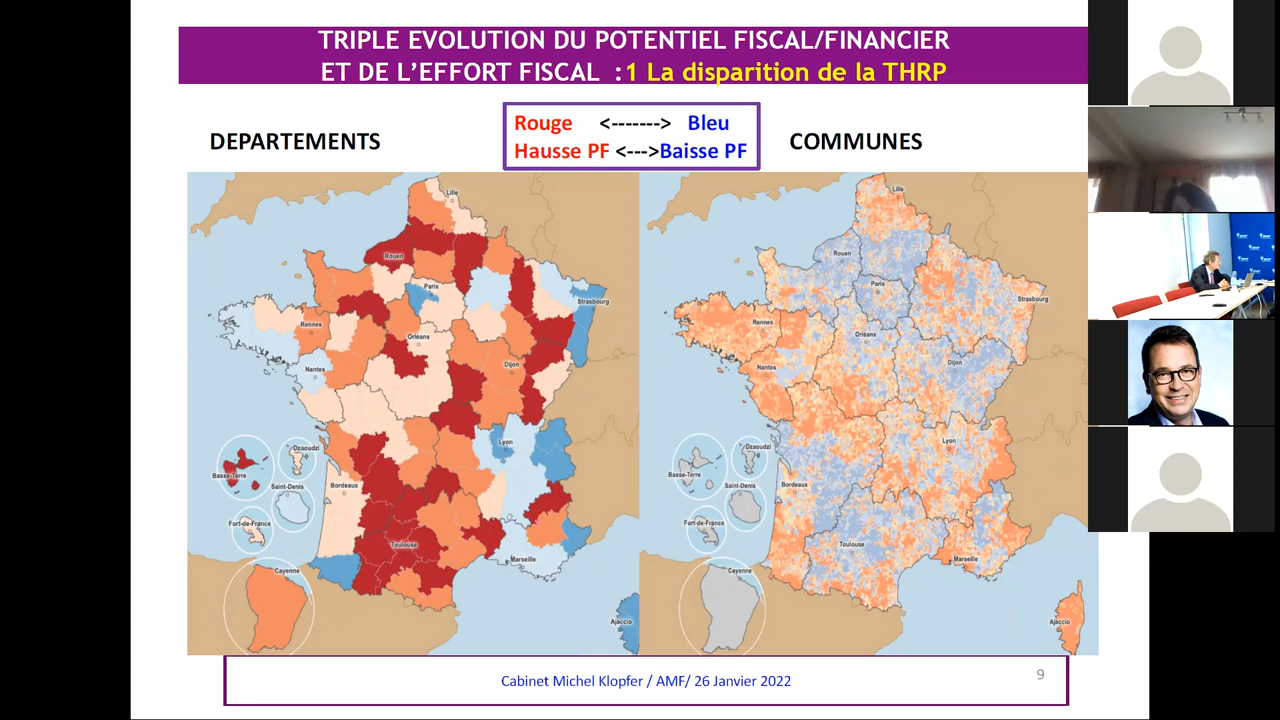 TRIPLE EVOLUTION DU POTENTIEL FISCAL/FINANCIER
ET DE L'EFFORT FISCAL : 1 La disparition de la THRP
DEPARTEMENTS
Rouge <-------> Bleu
Hausse PF <--->Baisse PF
COMMUNES
Lille
Rouen
Paris
Strasbourg
Rennes
Orléans
Nantes
Dijon
Lyon
Basse-Terre
Dzaoudzi
Saint-Denis
Bordeaux
Fort-de-France
Toulouse
Marseille
Cayenne
Ajaccio
Lille
Rouen
Paris
Strasbourg
Rennes
Orléans
Nantes
Dijon
Lyon
Basse-Terre
Dzaoudzi
Saint-Denis
Bordeaux
Fort-de-France
Toulouse
Marseille
Cayenne
Ajaccio
Cabinet Michel Klopfer / AMF/ 26 Janvier 2022
9